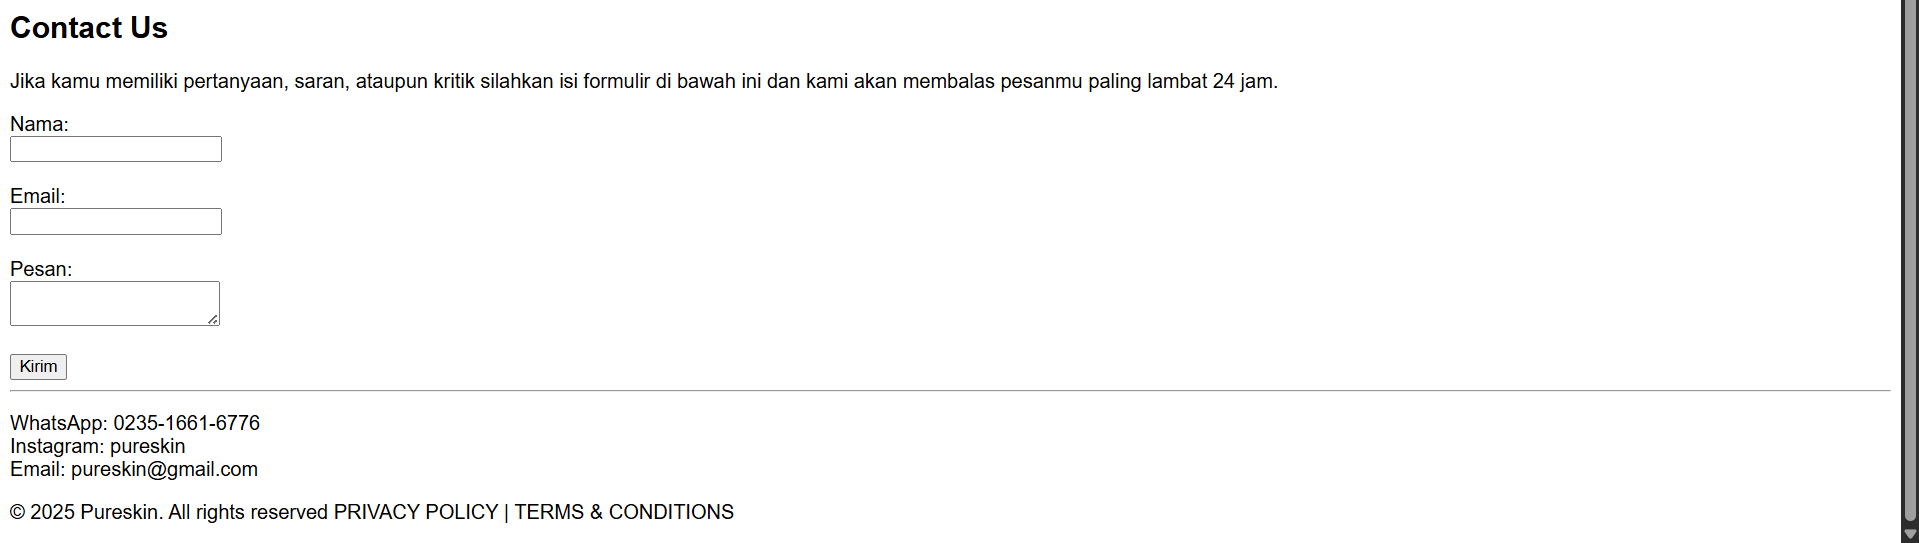 Contact Us
Jika kamu memiliki pertanyaan, saran, ataupun kritik silahkan isi formulir di bawah ini dan kami akan membalas pesanmu paling lambat 24 jam.
Nama:
Email:
Pesan:
Kirim
WhatsApp: 0235-1661-6776
Instagram: pureskin
Email: pureskin@gmail.com
© 2025 Pureskin. All rights reserved PRIVACY POLICY | TERMS & CONDITIONS